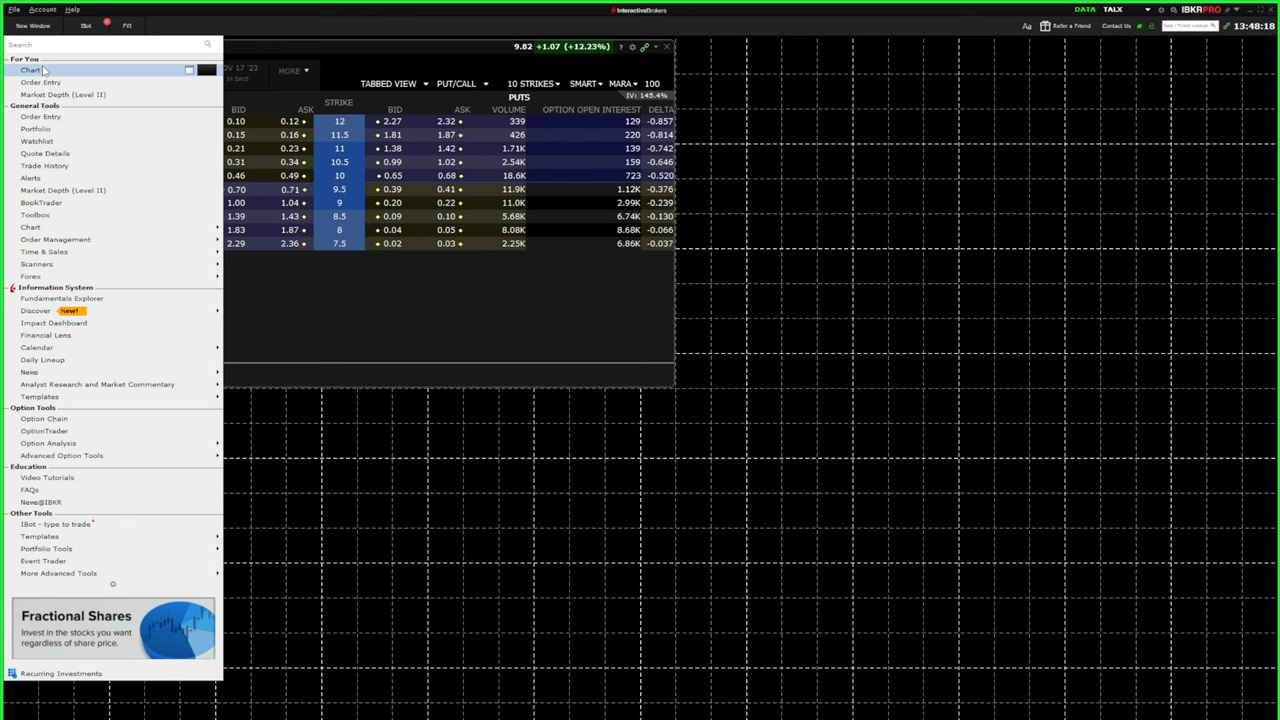 File Account Help
InteractiveBrokers
DATA TALX IBKRPRO
New Window IBot FYI
Aa Refer a Friend Contact Us Help / Ticker Lookup 13:48:18
Search
9.82 +1.07 (+12.23%) ?
For You
Chart
OV 17 '23
24 DAYS
MORE
Order Entry
TABBED VIEW PUT/CALL 10 STRIKES SMART MARA 100
Market Depth (Level II)
IV: 145.4%
PUTS
General Tools
BID ASK STRIKE BID ASK VOLUME OPTION OPEN INTEREST DELTA
Order Entry
0.10 0.12 12 2.27 2.32 339 129 -0.857
Portfolio
0.15 0.16 11.5 1.81 1.87 426 220 -0.814
Watchlist
0.21 0.23 11 1.38 1.42 1.71K 139 -0.742
Quote Details
0.31 0.34 10.5 0.99 1.02 2.54K 159 -0.646
Trade History
0.46 0.49 10 0.65 0.68 18.6K 723 -0.520
Alerts
0.70 0.71 9.5 0.39 0.41 11.9K 1.12K -0.376
Market Depth (Level II)
1.00 1.04 9 0.20 0.22 11.0K 2.99K -0.239
BookTrader
1.39 1.43 8.5 0.09 0.10 5.68K 6.74K -0.130
Toolbox
1.83 1.87 8 0.04 0.05 8.08K 8.68K -0.066
Chart
2.29 2.36 7.5 0.02 0.03 2.25K 6.86K -0.037
Order Management
Time & Sales
Scanners
Forex
Information System
Fundamentals Explorer
Discover New!
Impact Dashboard
Financial Lens
Calendar
Daily Lineup
News
Analyst Research and Market Commentary
Templates
Option Tools
Option Chain
OptionTrader
Option Analysis
Advanced Option Tools
Education
Video Tutorials
FAQs
News@IBKR
Other Tools
IBot - type to trade*
Templates
Portfolio Tools
Event Trader
More Advanced Tools
Fractional Shares
Invest in the stocks you want
regardless of share price.
Recurring Investments